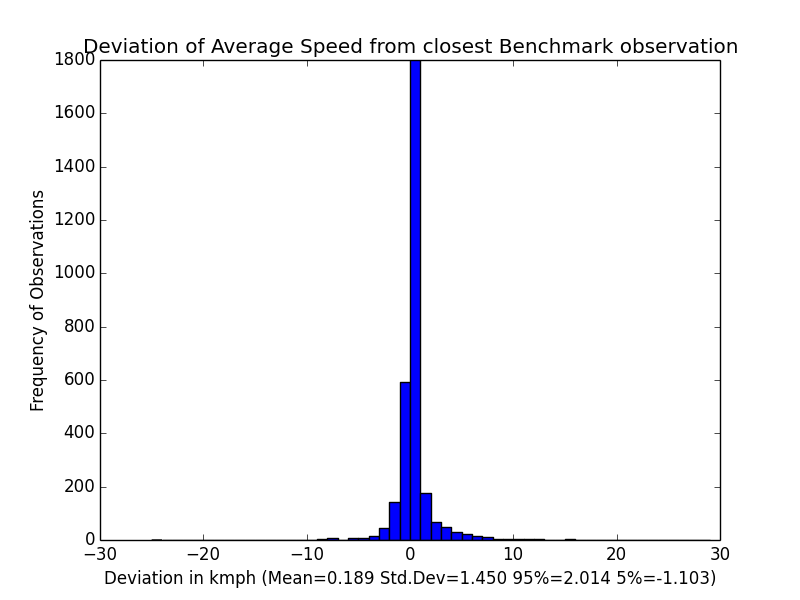 Deviation of Average Speed from closest Benchmark observation
1800
1600
1400
1200
1000
800
600
400
200
0
Frequency of Observations
−30 −20 −10 0 10 20 30
Deviation in kmph (Mean=0.189 Std.Dev=1.450 95%=2.014 5%=-1.103)